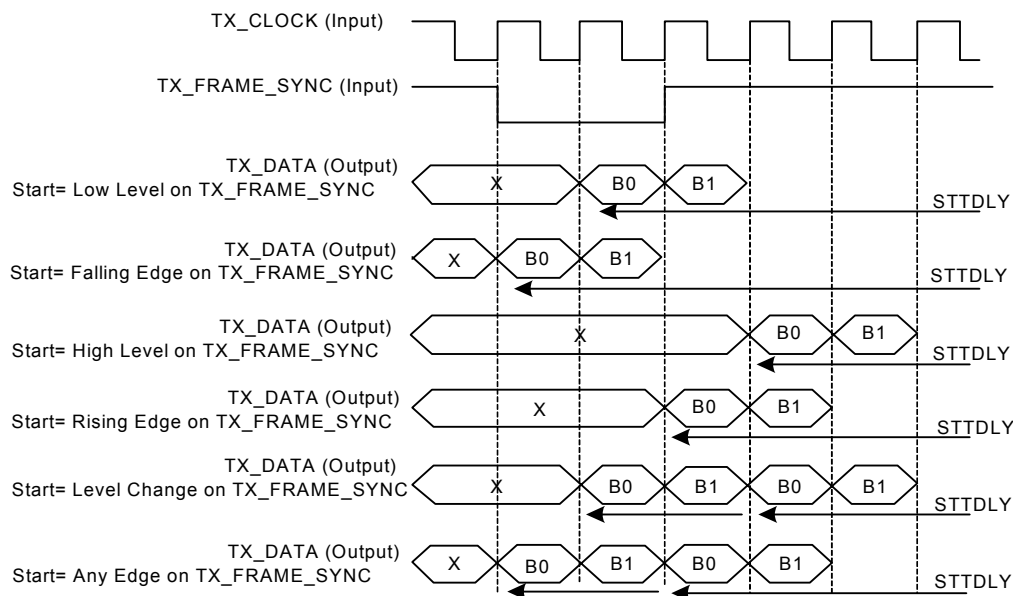 TX_CLOCK (Input)
TX_FRAME_SYNC (Input)
TX_DATA (Output)
Start= Low Level on TX_FRAME_SYNC
X B0 B1
STTDLY
TX_DATA (Output)
Start= Falling Edge on TX_FRAME_SYNC
X B0 B1
STTDLY
TX_DATA (Output)
Start= High Level on TX_FRAME_SYNC
X B0 B1
STTDLY
TX_DATA (Output)
Start= Rising Edge on TX_FRAME_SYNC
X B0 B1
STTDLY
TX_DATA (Output)
Start= Level Change on TX_FRAME_SYNC
X B0 B1 B0 B1
STTDLY
TX_DATA (Output)
Start= Any Edge on TX_FRAME_SYNC
X B0 B1 B0 B1
STTDLY